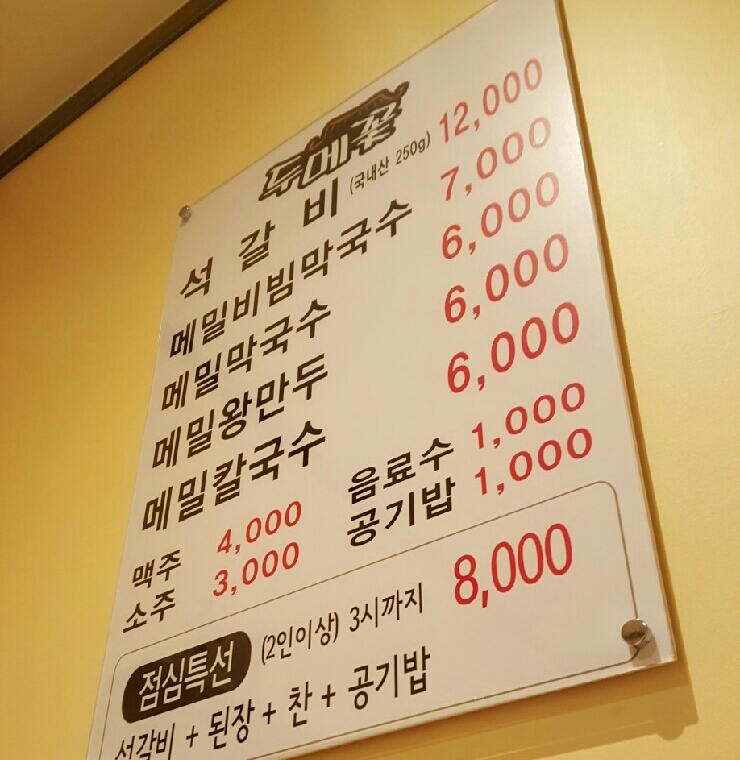 두메꽃
석갈비 (국내산 250g) 12,000
메밀비빔막국수 7,000
메밀막국수 6,000
메밀왕만두 6,000
메밀칼국수 6,000
맥주 4,000 음료수 1,000
소주 3,000 공기밥 1,000
점심특선 (2인이상) 3시까지 8,000
석갈비 + 된장 + 찬 + 공기밥